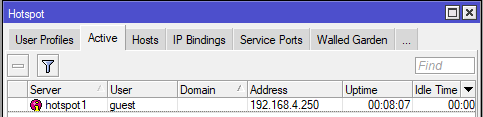 Hotspot
User Profiles Active Hosts IP Bindings Service Ports Walled Garden ...
Find
Server User Domain Address Uptime Idle Time
hotspot1 guest 192.168.4.250 00:08:07 00:00